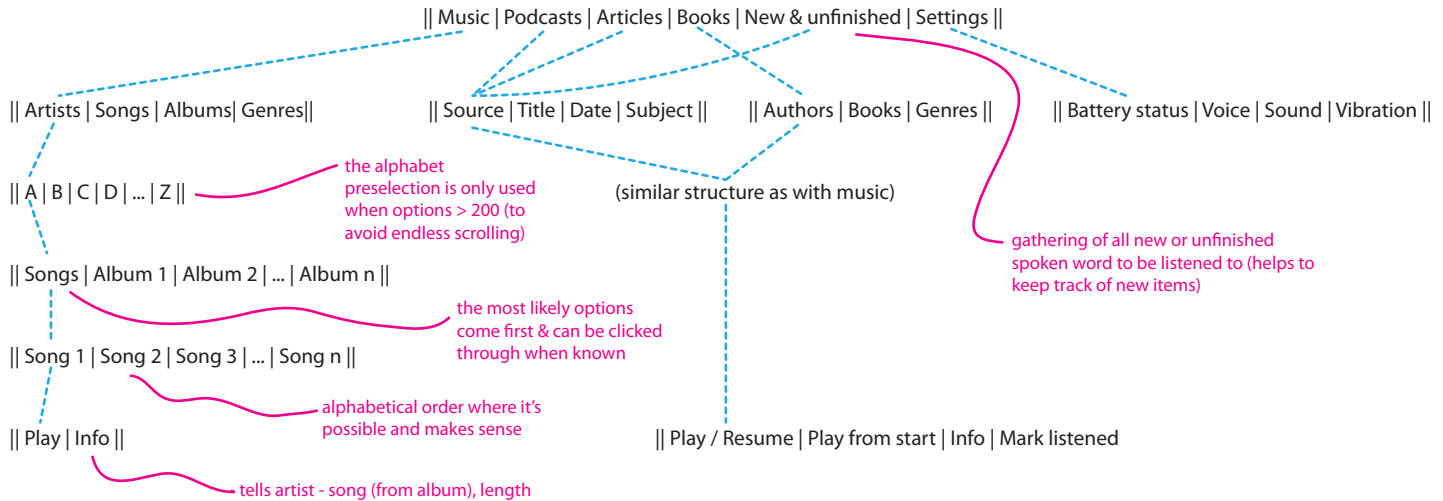 || Music | Podcasts | Articles | Books | New & unfinished | Settings ||
|| Artists | Songs | Albums| Genres||
|| Source | Title | Date | Subject ||
|| Authors | Books | Genres ||
|| Battery status | Voice | Sound | Vibration ||
the alphabet
preselection is only used
when options > 200 (to
avoid endless scrolling)
|| A | B | C | D | ... | Z ||
(similar structure as with music)
gathering of all new or unfinished
spoken word to be listened to (helps to
keep track of new items)
|| Songs | Album 1 | Album 2 | ... | Album n ||
the most likely options
come first & can be clicked
through when known
|| Song 1 | Song 2 | Song 3 | ... | Song n ||
alphabetical order where it's
possible and makes sense
|| Play | Info ||
|| Play / Resume | Play from start | Info | Mark listened
tells artist - song (from album), length